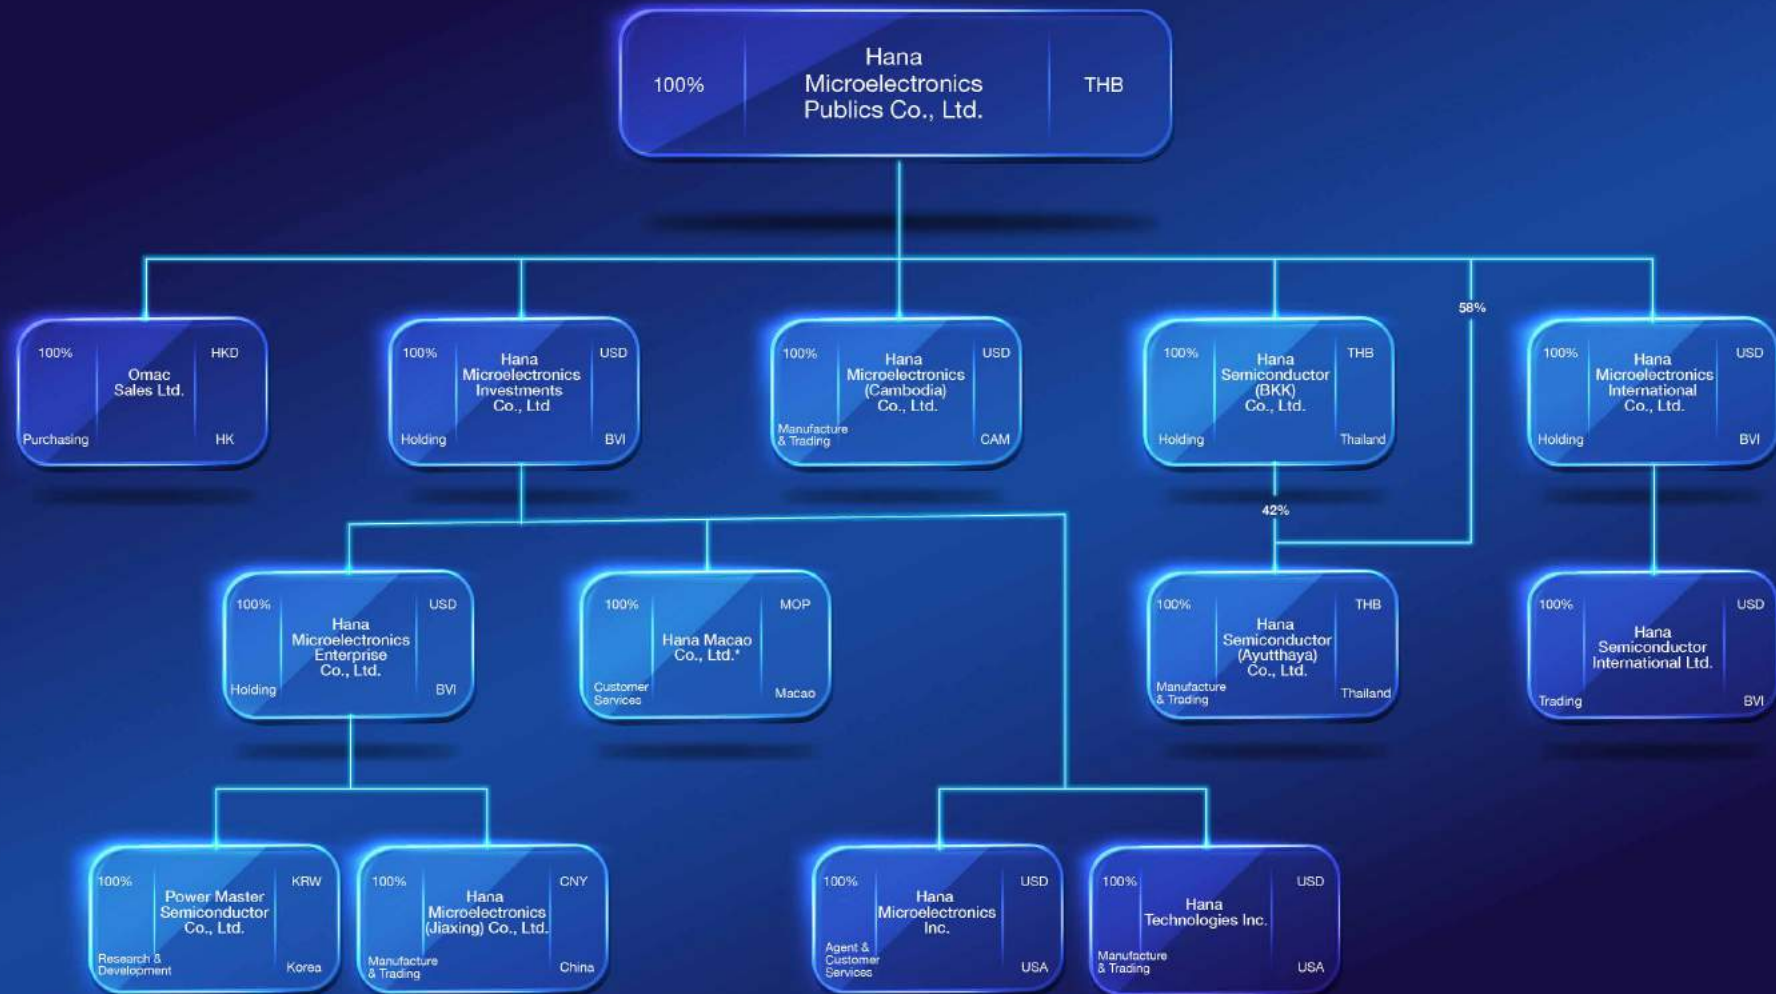 100%
Hana
Microelectronics
Publics Co., Ltd.
THB
58%
100%
Omac
Sales Ltd.
HKD
Purchasing
HK
100%
Hana
Microelectronics
Investments
Co., Ltd
USD
Holding
BVI
100%
Hana
Microelectronics
(Cambodia)
Co., Ltd.
USD
Manufacture
& Trading
CAM
100%
Hana
Semiconductor
(BKK)
Co., Ltd.
THB
Holding
Thailand
100%
Hana
Microelectronics
International
Co., Ltd.
USD
Holding
BVI
42%
100%
Hana
Microelectronics
Enterprise
Co., Ltd.
USD
Holding
BVI
100%
Hana Macao
Co., Ltd.*
MOP
Customer
Services
Macao
100%
Hana
Semiconductor
(Ayutthaya)
Co., Ltd.
THB
Manufacture
& Trading
Thailand
100%
Hana
Semiconductor
International Ltd.
USD
Trading
BVI
100%
Power Master
Semiconductor
Co., Ltd.
KRW
Research &
Development
Korea
100%
Hana
Microelectronics
(Jiaxing) Co., Ltd.
CNY
Manufacture
& Trading
China
100%
Hana
Microelectronics
Inc.
USD
Agent &
Customer
Services
USA
100%
Hana
Technologies Inc.
USD
Manufacture
& Trading
USA